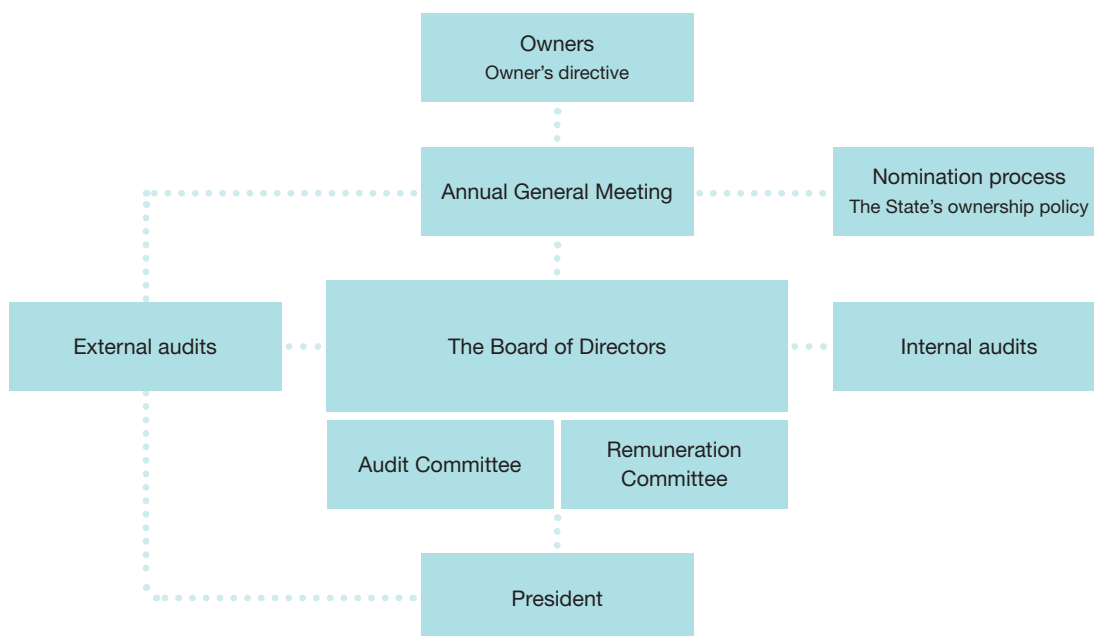 Owners
Owner’s directive
Annual General Meeting
Nomination process
The State’s ownership policy
External audits
The Board of Directors
Internal audits
Audit Committee
Remuneration
Committee
President